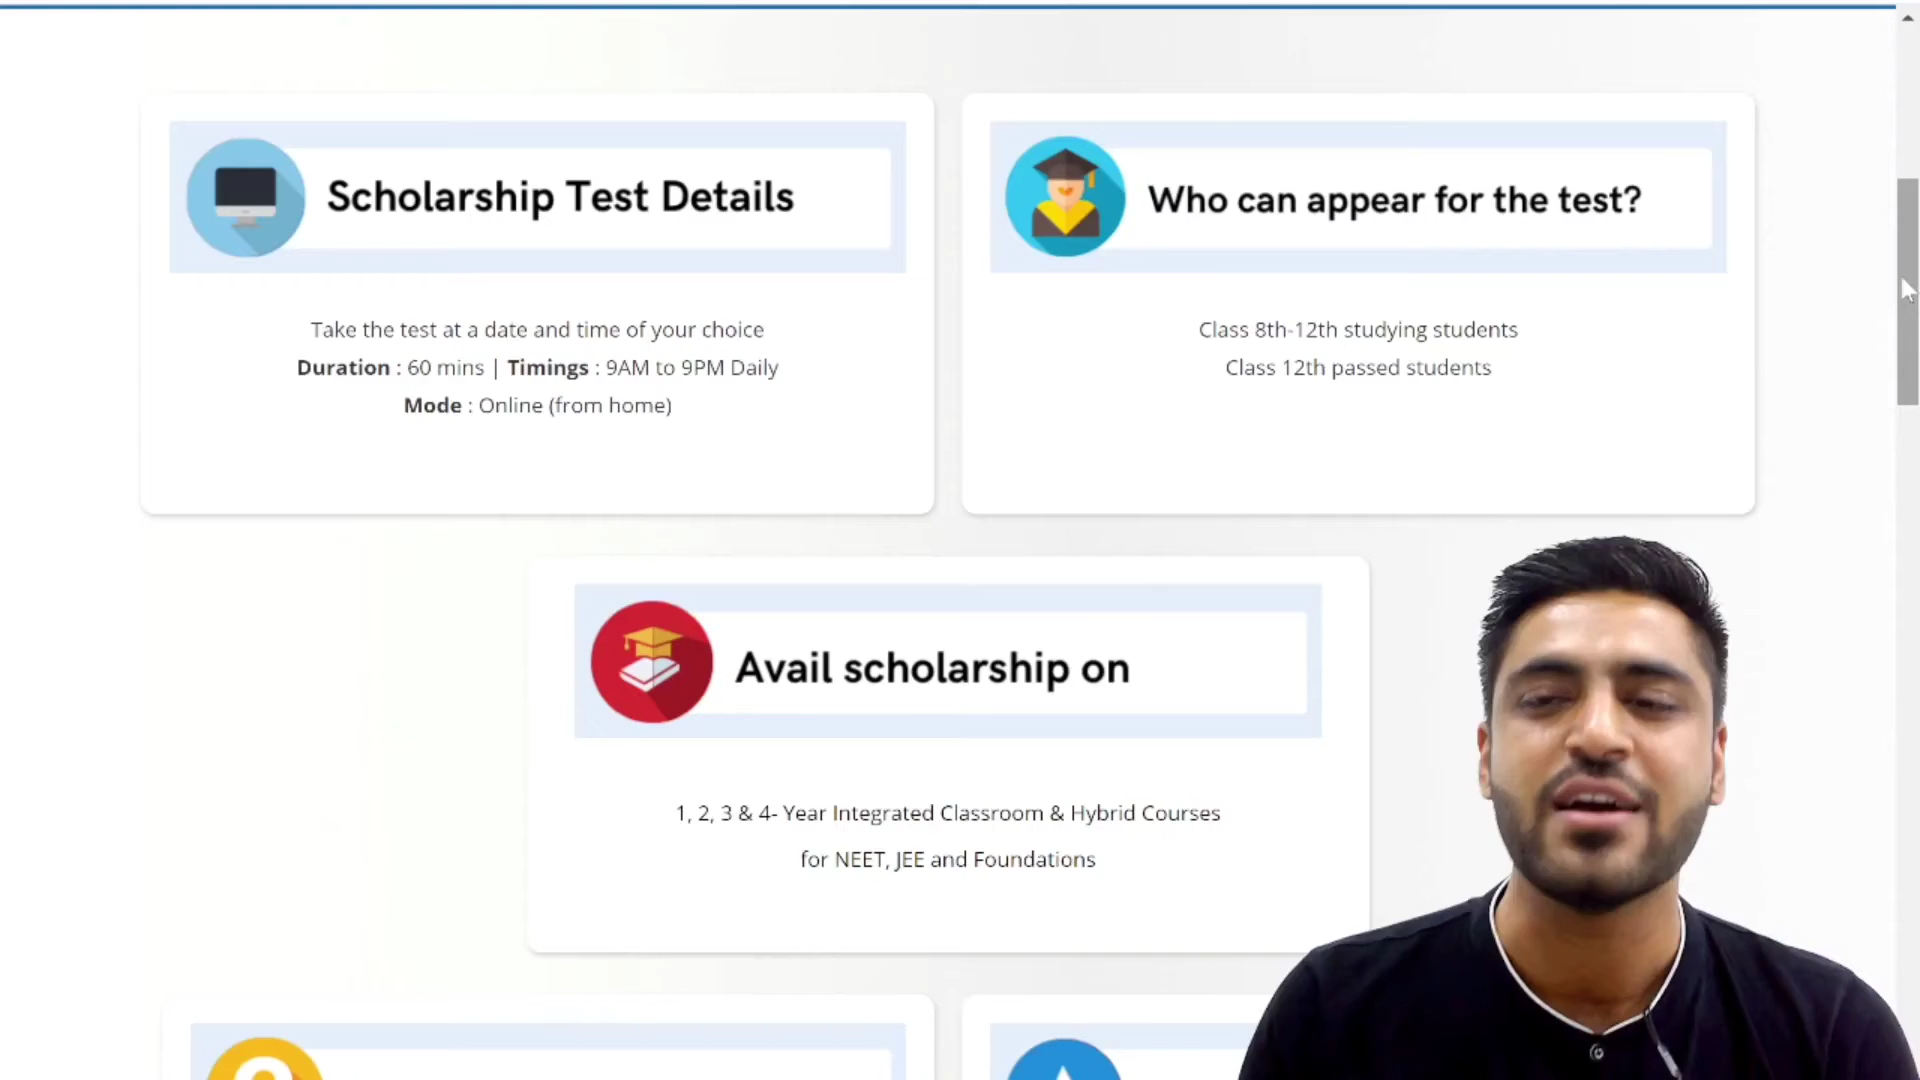 Scholarship Test Details
Take the test at a date and time of your choice
Duration : 60 mins | Timings : 9AM to 9PM Daily
Mode : Online (from home)
Who can appear for the test?
Class 8th-12th studying students
Class 12th passed students
Avail scholarship on
1, 2, 3 & 4- Year Integrated Classroom & Hybrid Courses
for NEET, JEE and Foundations